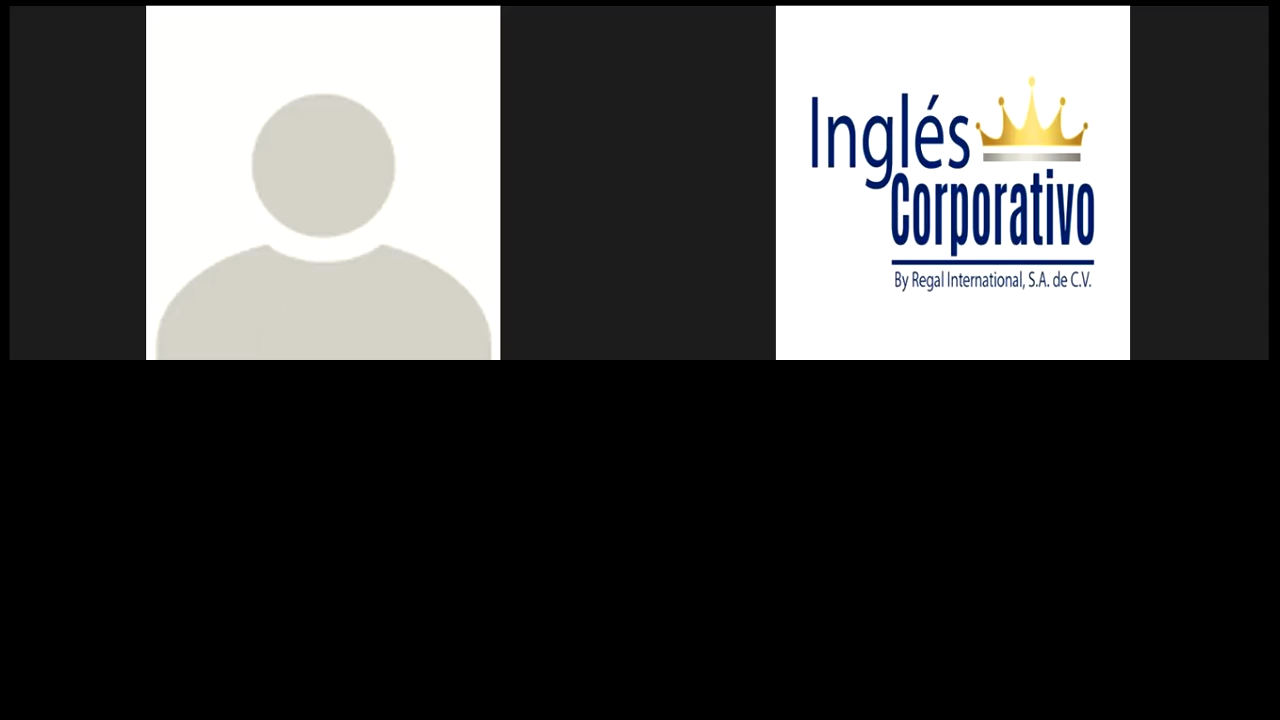 Inglés
Corporativo
By Regal International, S.A. de C.V.